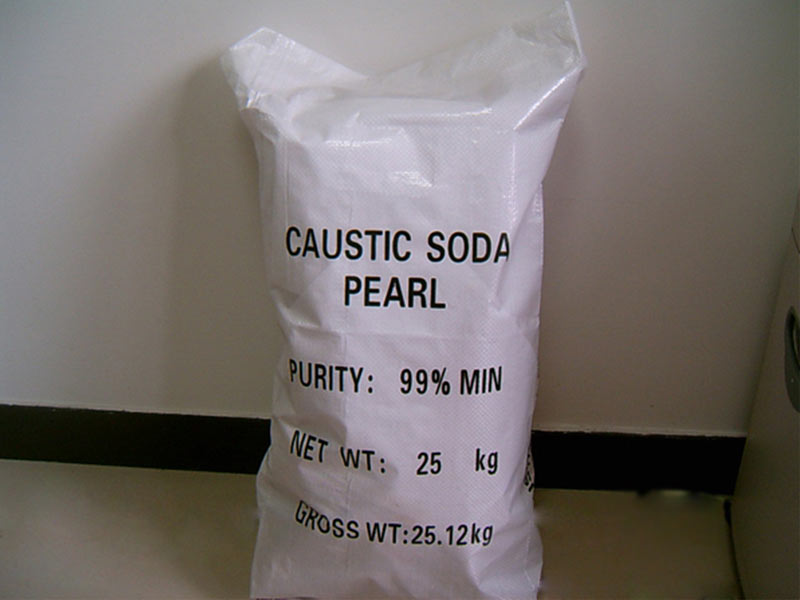 CAUSTIC SODA
PEARL
PURITY: 99% MIN
NET WT: 25 kg
GROSS WT:25.12kg